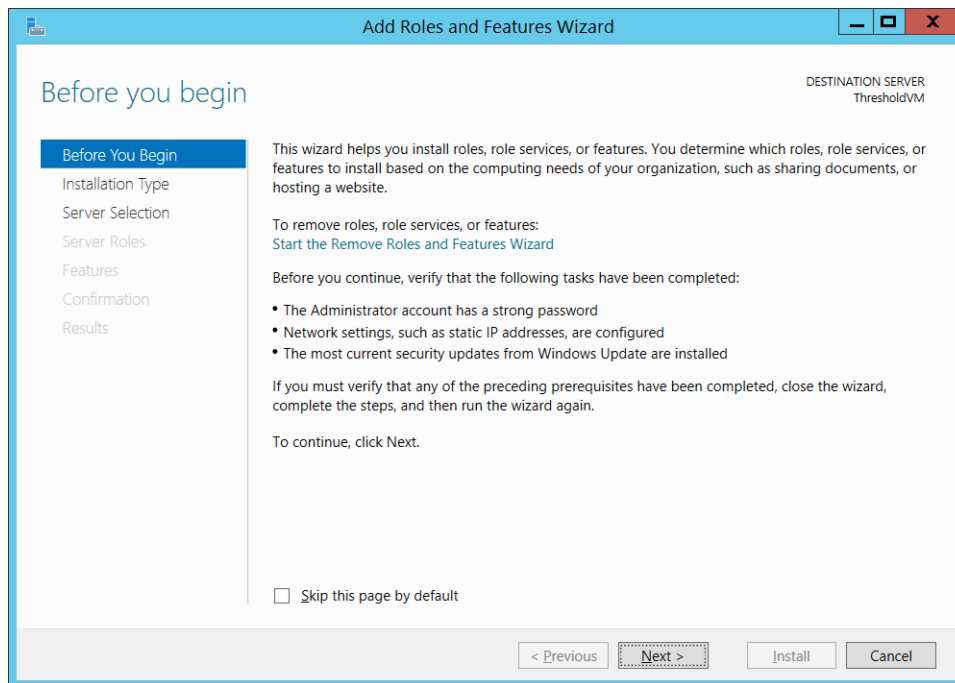 Add Roles and Features Wizard
Before you begin
DESTINATION SERVER
ThresholdVM
Before You Begin
Installation Type
Server Selection
Server Roles
Features
Confirmation
Results
This wizard helps you install roles, role services, or features. You determine which roles, role services, or
features to install based on the computing needs of your organization, such as sharing documents, or
hosting a website.
To remove roles, role services, or features:
Start the Remove Roles and Features Wizard
Before you continue, verify that the following tasks have been completed:
• The Administrator account has a strong password
• Network settings, such as static IP addresses, are configured
• The most current security updates from Windows Update are installed
If you must verify that any of the preceding prerequisites have been completed, close the wizard,
complete the steps, and then run the wizard again.
To continue, click Next.
Skip this page by default
< Previous
Next >
Install
Cancel